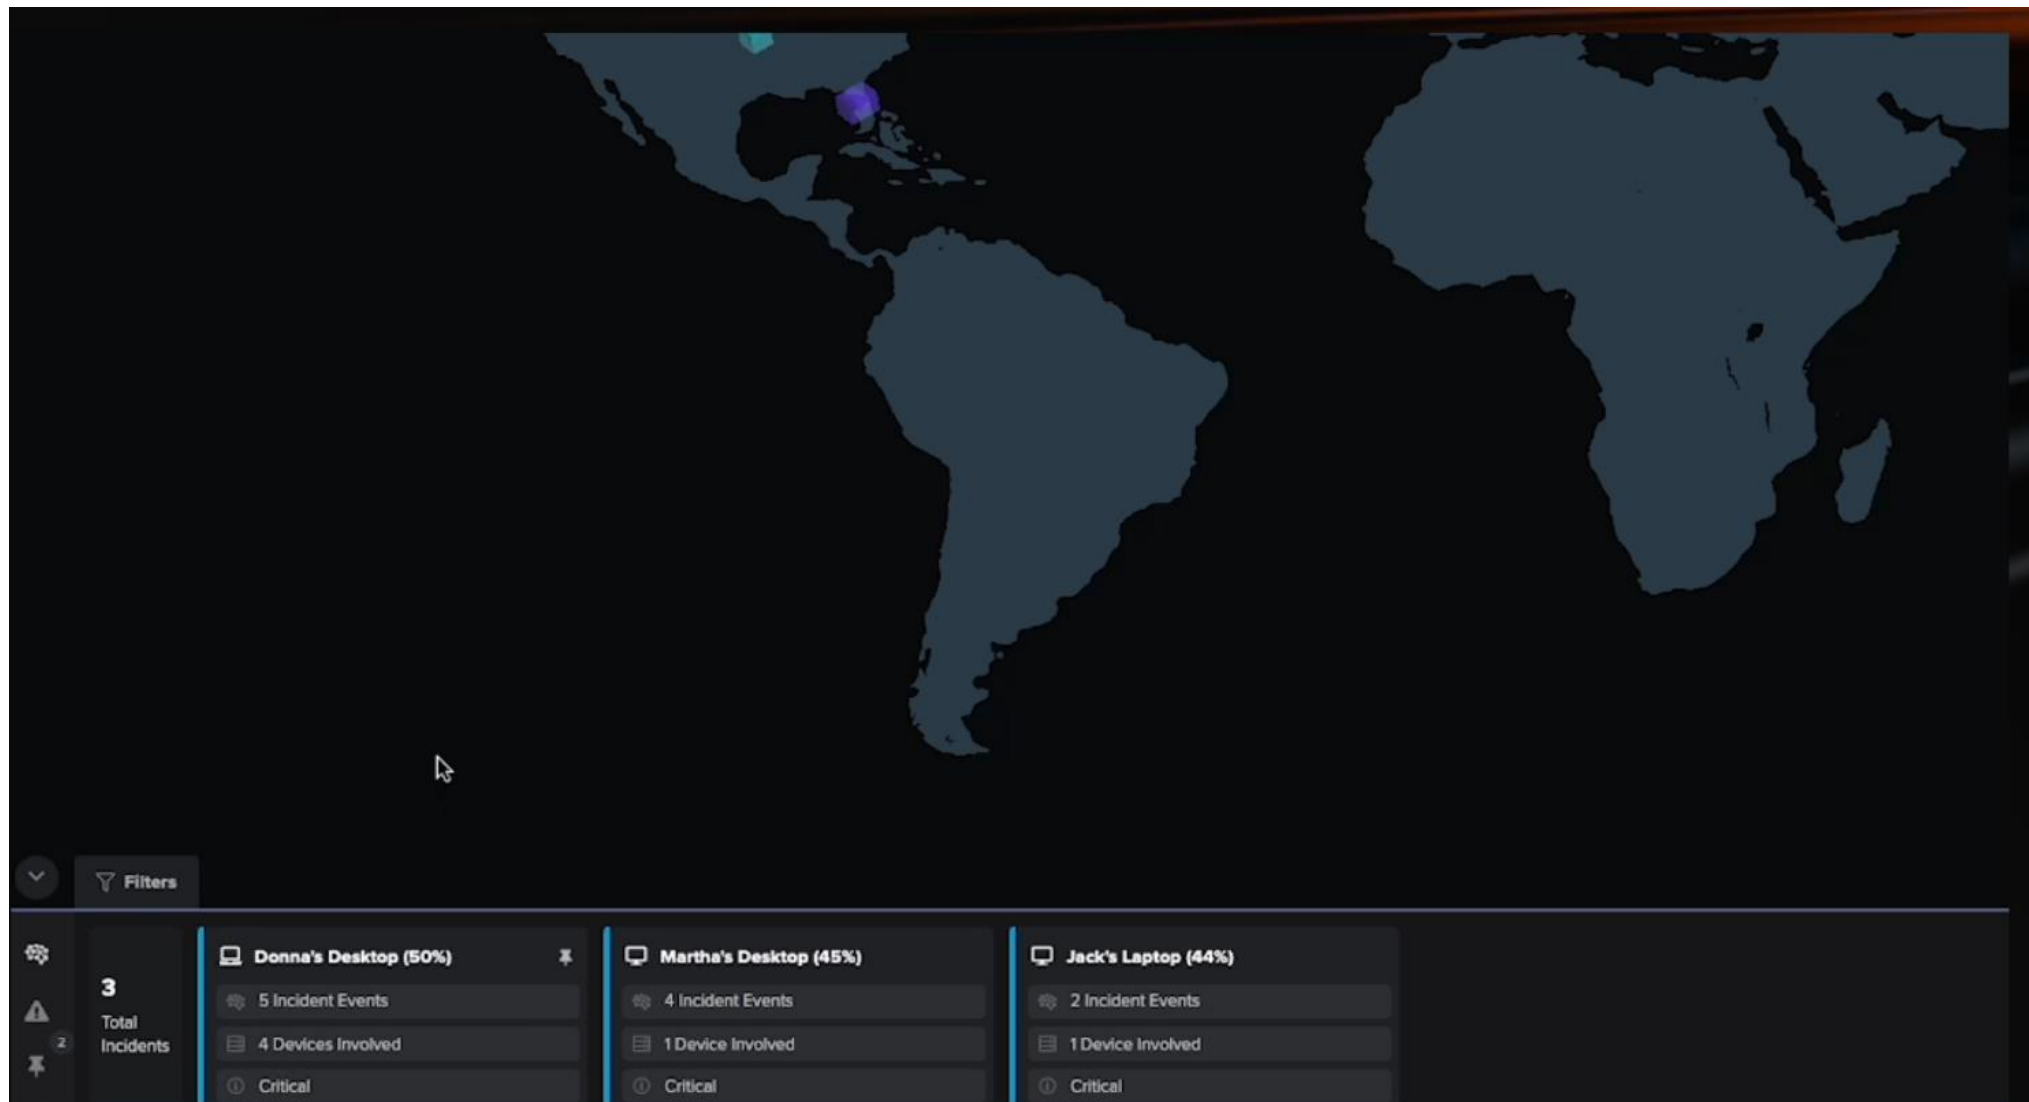 Filters
3
Total
Incidents
2
Donna's Desktop (50%)
5 Incident Events
4 Devices Involved
Critical
Martha's Desktop (45%)
4 Incident Events
1 Device Involved
Critical
Jack's Laptop (44%)
2 Incident Events
1 Device Involved
Critical